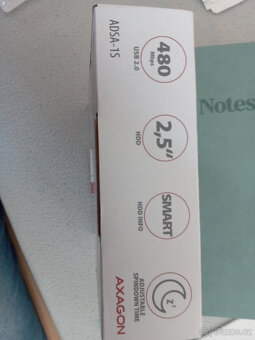 ADSA-1S
480
Mbps
USB 2.0
2,5"
HDD
SMART
HDD INFO
z z
ADJUSTABLE
SPINDOWN TIME
AXAGON
Notes